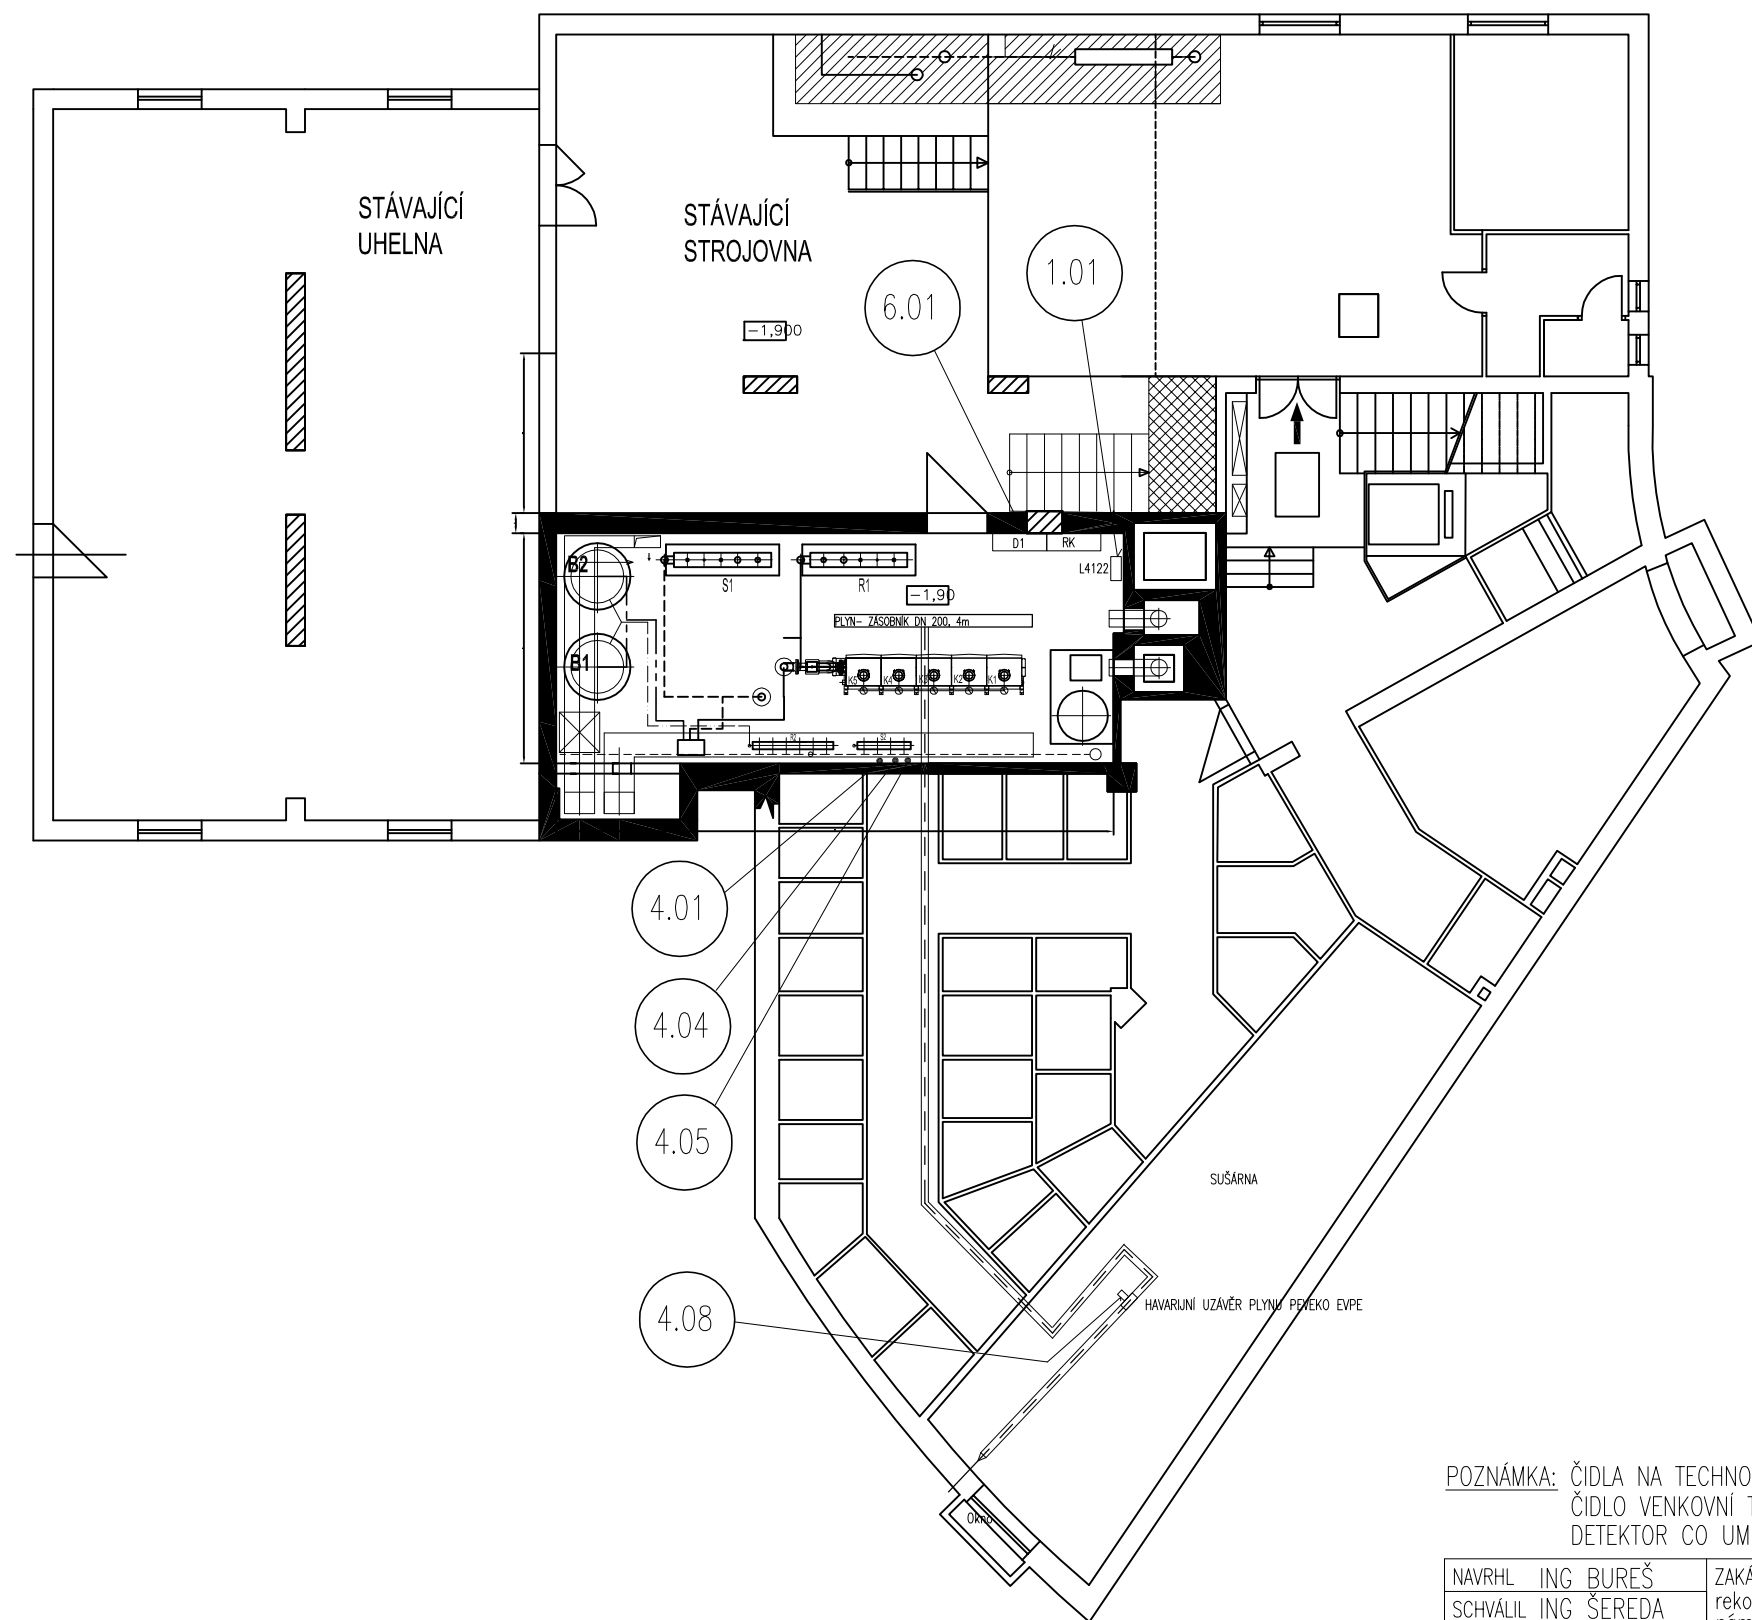 STÁVAJÍCÍ
UHELNA
STÁVAJÍCÍ
STROJOVNA
1.01
6.01
-1,900
D1
RK
B2
S1
R1
L4122
-1,90
PLYN- ZÁSOBNÍK DN 200. 4m
B1
K5
K4
K3
K2
K1
4.01
4.04
4.05
SUŠÁRNA
HAVARIJNÍ UZÁVĚR PLYNU PEVEKO EVPE
4.08
Okno
POZNÁMKA: ČIDLA NA TECHNO
ČIDLO VENKOVNÍ T
DETEKTOR CO UM
NAVRHL ING BUREŠ
ZAKÁ
SCHVÁLIL ING ŠEREDA
reko